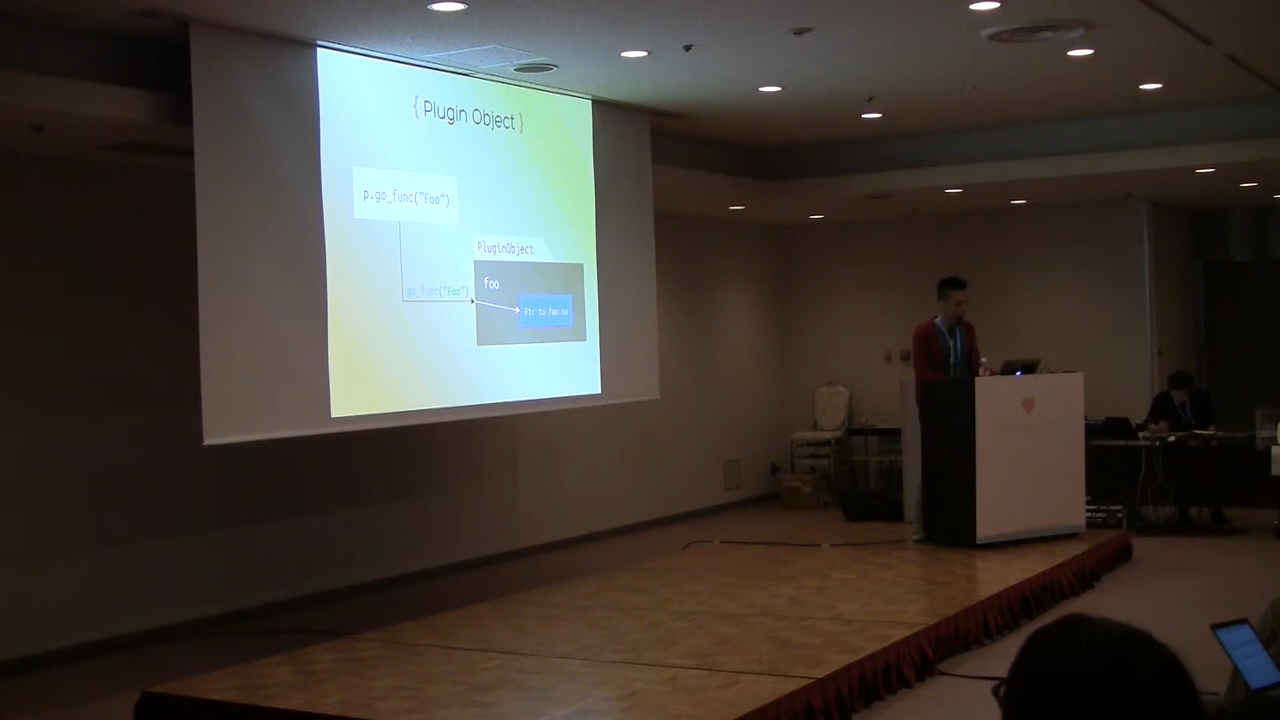 { Plugin Object }
p.go_func("Foo")
PluginObject
foo
go_func("Foo")
Ptr to foo.so